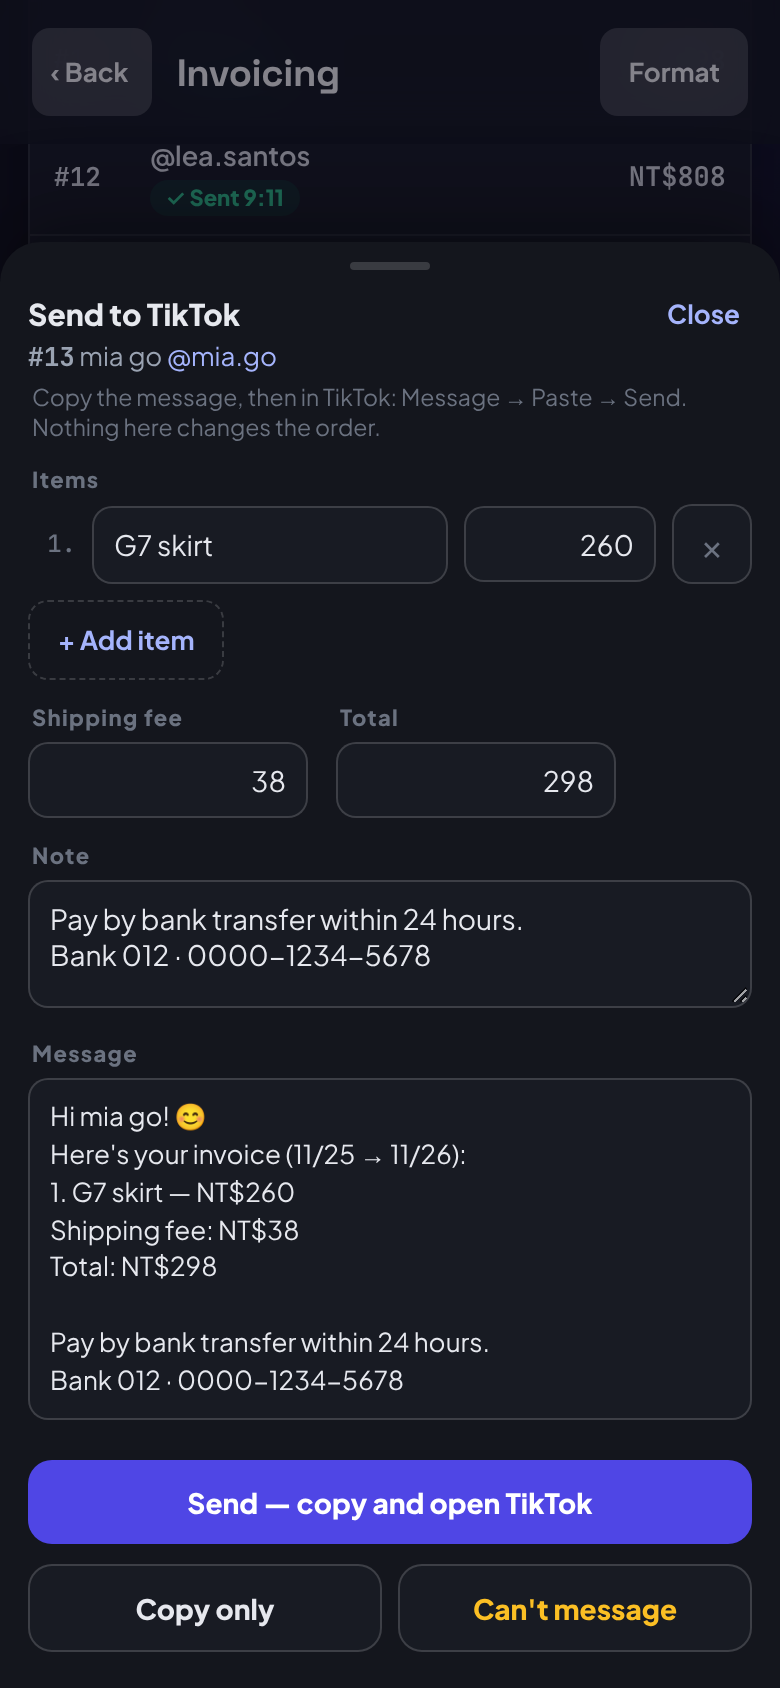 ‹ Back
Invoicing
Format
#12
@lea.santos
✓ Sent 9:11
NT$808
Send to TikTok
Close
#13 mia go @mia.go
Copy the message, then in TikTok: Message → Paste → Send.
Nothing here changes the order.
Items
1. G7 skirt 260 ×
+ Add item
Shipping fee
Total
38
298
Note
Pay by bank transfer within 24 hours.
Bank 012 · 0000-1234-5678
Message
Hi mia go! 😊
Here's your invoice (11/25 → 11/26):
1. G7 skirt — NT$260
Shipping fee: NT$38
Total: NT$298

Pay by bank transfer within 24 hours.
Bank 012 · 0000-1234-5678
Send — copy and open TikTok
Copy only
Can't message